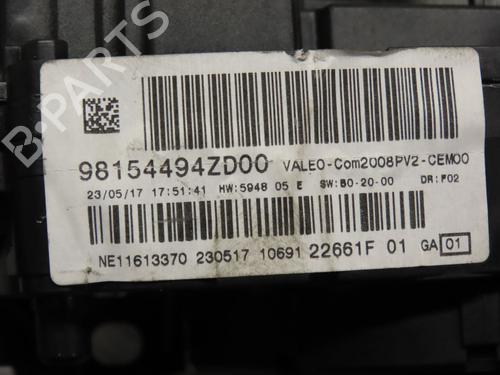 98154494ZD00 VALEO-Com2008PV2-CEM00
23/05/17 17:51:41 HW:5948 05 E SW:B0-20-00 DR:F02
NE11613370 230517 10691 22661F 01 GA 01
B-PARTS